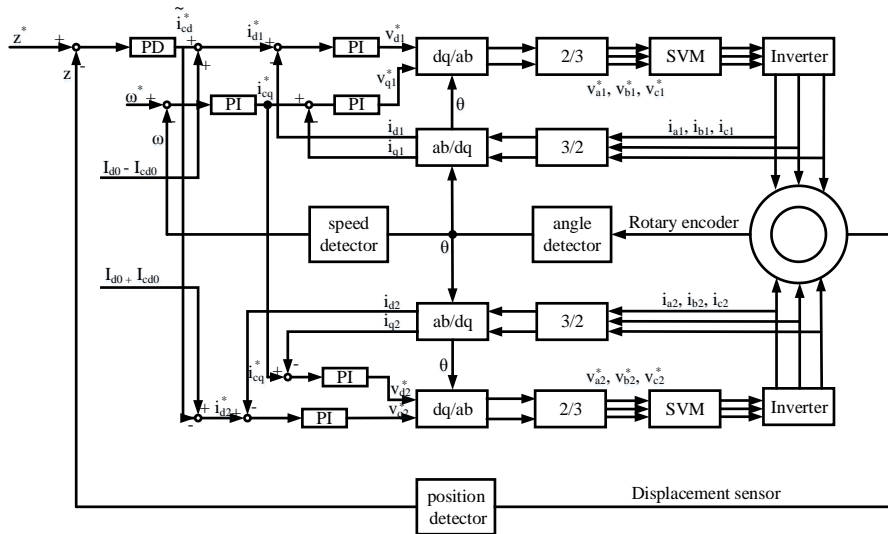 z* + - PD ĩ*cd + + i*d1 + - PI v*d1 dq/ab 2/3 SVM Inverter
z
v*q1
v*a1, v*b1, v*c1
ω* + - PI i*cq + - PI
θ
ω
id1
iq1
ab/dq 3/2 ia1, ib1, ic1
Id0 - Icd0
speed detector
θ
angle detector
Rotary encoder
Id0 + Icd0
id2
iq2
ab/dq 3/2 ia2, ib2, ic2
θ
i*cq + - PI v*d2
v*a2, v*b2, v*c2
+ - i*d2 + - PI v*q2 dq/ab 2/3 SVM Inverter
position detector
Displacement sensor